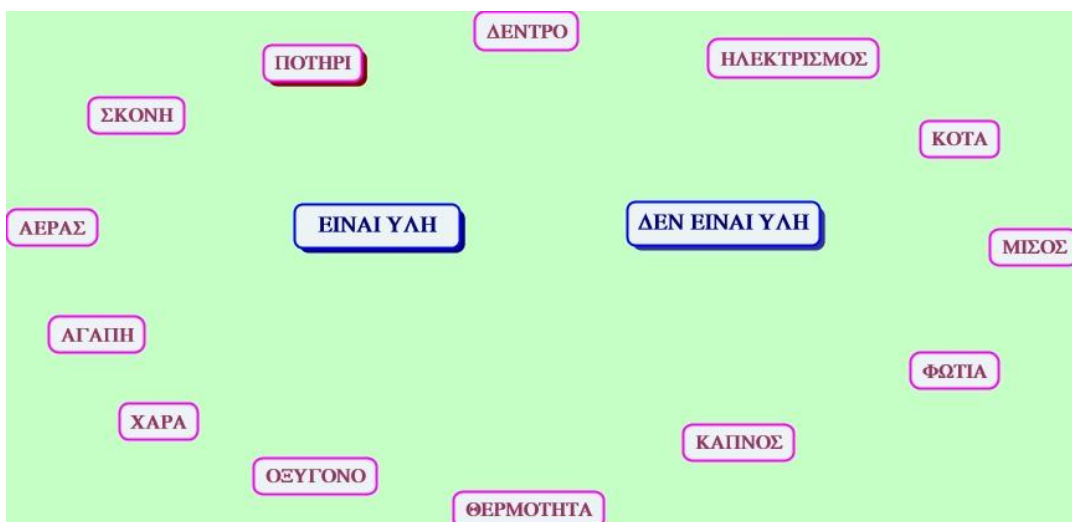 ΔΕΝΤΡΟ
ΗΛΕΚΤΡΙΣΜΟΣ
ΠΟΤΗΡΙ
ΣΚΟΝΗ
ΚΟΤΑ
ΕΙΝΑΙ ΥΛΗ
ΔΕΝ ΕΙΝΑΙ ΥΛΗ
ΑΕΡΑΣ
ΜΙΣΟΣ
ΑΓΑΠΗ
ΦΩΤΙΑ
ΧΑΡΑ
ΚΑΠΝΟΣ
ΟΞΥΓΟΝΟ
ΘΕΡΜΟΤΗΤΑ